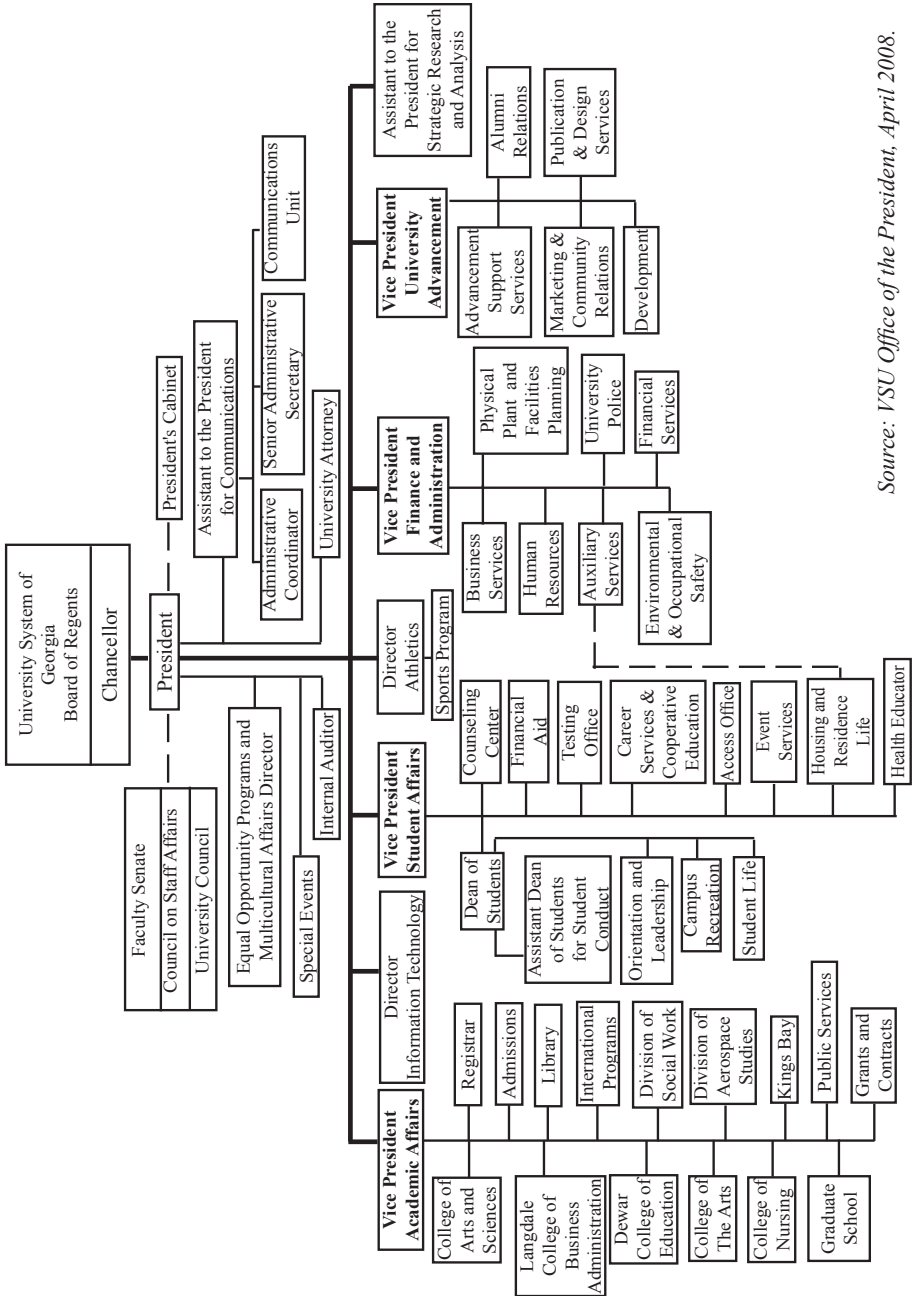 University System of
Georgia
Board of Regents
Chancellor
President
President's Cabinet
Faculty Senate
Council on Staff Affairs
University Council
Assistant to the President
for Communications
Administrative
Coordinator
Senior Administrative
Secretary
Communications
Unit
University Attorney
Equal Opportunity Programs and
Multicultural Affairs Director
Special Events
Internal Auditor
Vice President
Academic Affairs
College of
Arts and
Sciences
Registrar
Admissions
Langdale
College of
Business
Administration
Library
International
Programs
Dewar
College of
Education
Division of
Social Work
College of
The Arts
Division of
Aerospace
Studies
College of
Nursing
Kings Bay
Graduate
School
Public Services
Grants and
Contracts
Director
Information Technology
Vice President
Student Affairs
Dean of
Students
Assistant Dean
of Students
for Student
Conduct
Orientation and
Leadership
Campus
Recreation
Student Life
Counseling
Center
Financial
Aid
Testing
Office
Career
Services &
Cooperative
Education
Access Office
Event
Services
Housing and
Residence
Life
Health Educator
Director
Athletics
Sports Program
Vice President
Finance and
Administration
Business
Services
Physical
Plant and
Facilities
Planning
Human
Resources
University
Police
Auxiliary
Services
Financial
Services
Environmental
& Occupational
Safety
Vice President
University
Advancement
Advancement
Support
Services
Alumni
Relations
Marketing &
Community
Relations
Publication
& Design
Services
Development
Assistant to the
President for
Strategic Research
and Analysis
Source: VSU Office of the President, April 2008.